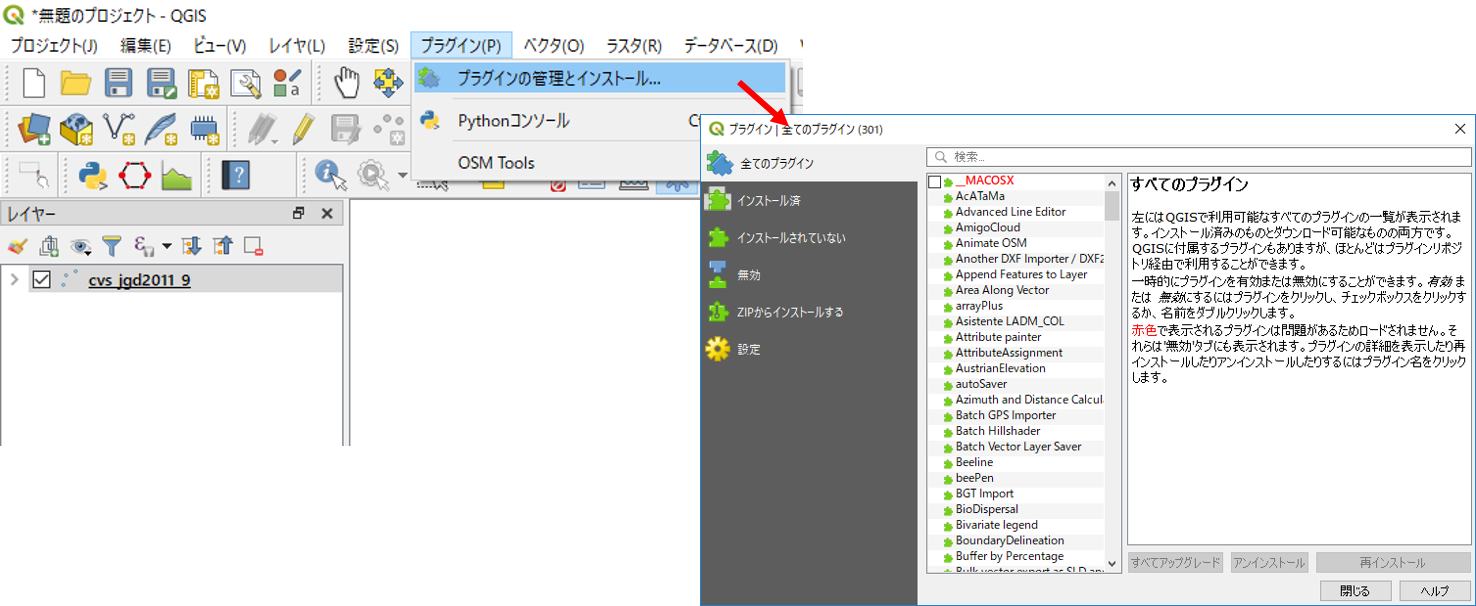 *無題のプロジェクト - QGIS
プロジェクト(J) 編集(E) ビュー(V) レイヤ(L) 設定(S) プラグイン(P) ベクタ(O) ラスタ(R) データベース(D)
プラグインの管理とインストール...
Pythonコンソール
OSM Tools
レイヤー
cvs_jgd2011_9
プラグイン | 全てのプラグイン (301)
全てのプラグイン
インストール済
インストールされていない
無効
ZIPからインストールする
設定
検索...
__MACOSX
AcATaMa
Advanced Line Editor
AmigoCloud
Animate OSM
Another DXF Importer / DXF2
Append Features to Layer
Area Along Vector
arrayPlus
Asistente LADM_COL
Attribute painter
AttributeAssignment
AustrianElevation
autoSaver
Azimuth and Distance Calcul
Batch GPS Importer
Batch Hillshader
Batch Vector Layer Saver
Beeline
beePen
BGT Import
BioDispersal
Bivariate legend
BoundaryDelineation
Buffer by Percentage
Bulk vector export as SLD an
すべてのプラグイン
左にはQGISで利用可能なすべてのプラグインの一覧が表示されま
す。インストール済みのものとダウンロード可能なものの両方です。
QGISに付属するプラグインもありますが、ほとんどはプラグインリポジ
トリ経由で利用することができます。
一時的にプラグインを有効または無効にすることができます。有効また
は 無効にするにはプラグインをクリックし、チェックボックスをクリックす
るか、名前をダブルクリックします。
赤色で表示されるプラグインは問題があるためロードされません。そ
れらは'無効'タブにも表示されます。プラグインの詳細を表示したり再
インストールしたりアンインストールしたりするにはプラグイン名をクリック
します。
すべてアップグレード アンインストール 再インストール
閉じる ヘルプ